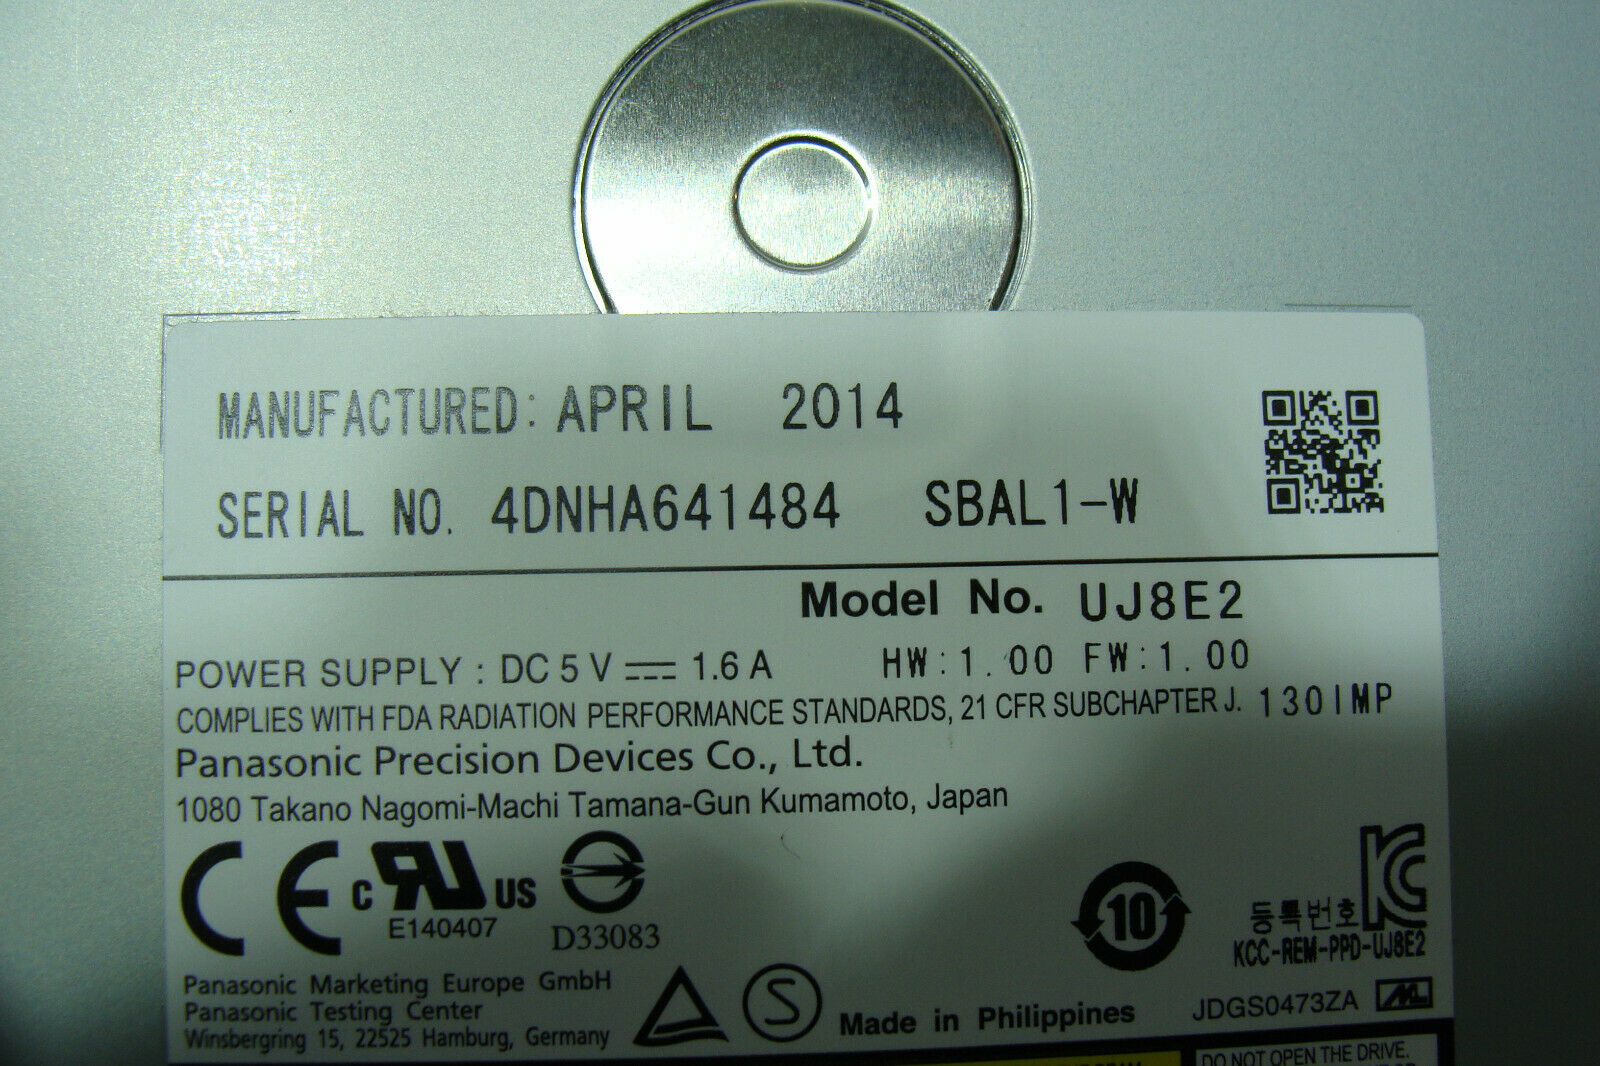 MANUFACTURED: APRIL 2014
SERIAL NO. 4DNHA641484 SBAL1-W
Model No. UJ8E2
POWER SUPPLY : DC 5 V ⎓ 1.6 A HW:1.00 FW:1.00
COMPLIES WITH FDA RADIATION PERFORMANCE STANDARDS, 21 CFR SUBCHAPTER J. 130IMP
Panasonic Precision Devices Co., Ltd.
1080 Takano Nagomi-Machi Tamana-Gun Kumamoto, Japan
CE c RU US
E140407
D33083
10
등록번호 KC
KCC-REM-PPD-UJ8E2
Panasonic Marketing Europe GmbH
Panasonic Testing Center
Winsbergring 15, 22525 Hamburg, Germany
S
Made in Philippines
JDGS0473ZA
DO NOT OPEN THE DRIVE.